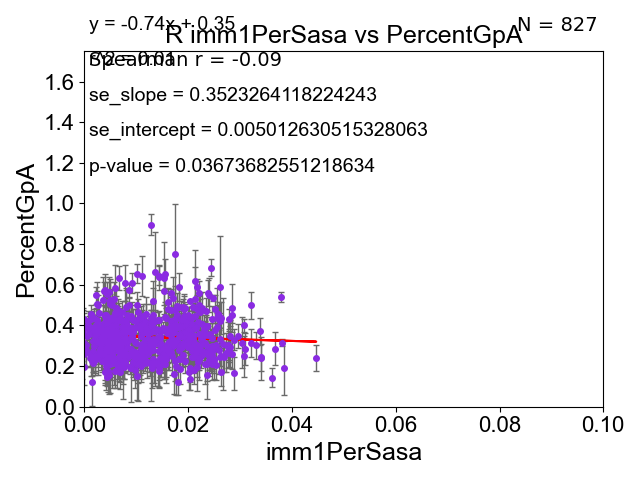 y = -0.74x + 0.35
N = 827
R imm1PerSasa vs PercentGpA
Spearman r = -0.09
se_slope = 0.3523264118224243
se_intercept = 0.005012630515328063
p-value = 0.03673682551218634
PercentGpA
1.6
1.4
1.2
1.0
0.8
0.6
0.4
0.2
0.0
0.00 0.02 0.04 0.06 0.08 0.10
imm1PerSasa